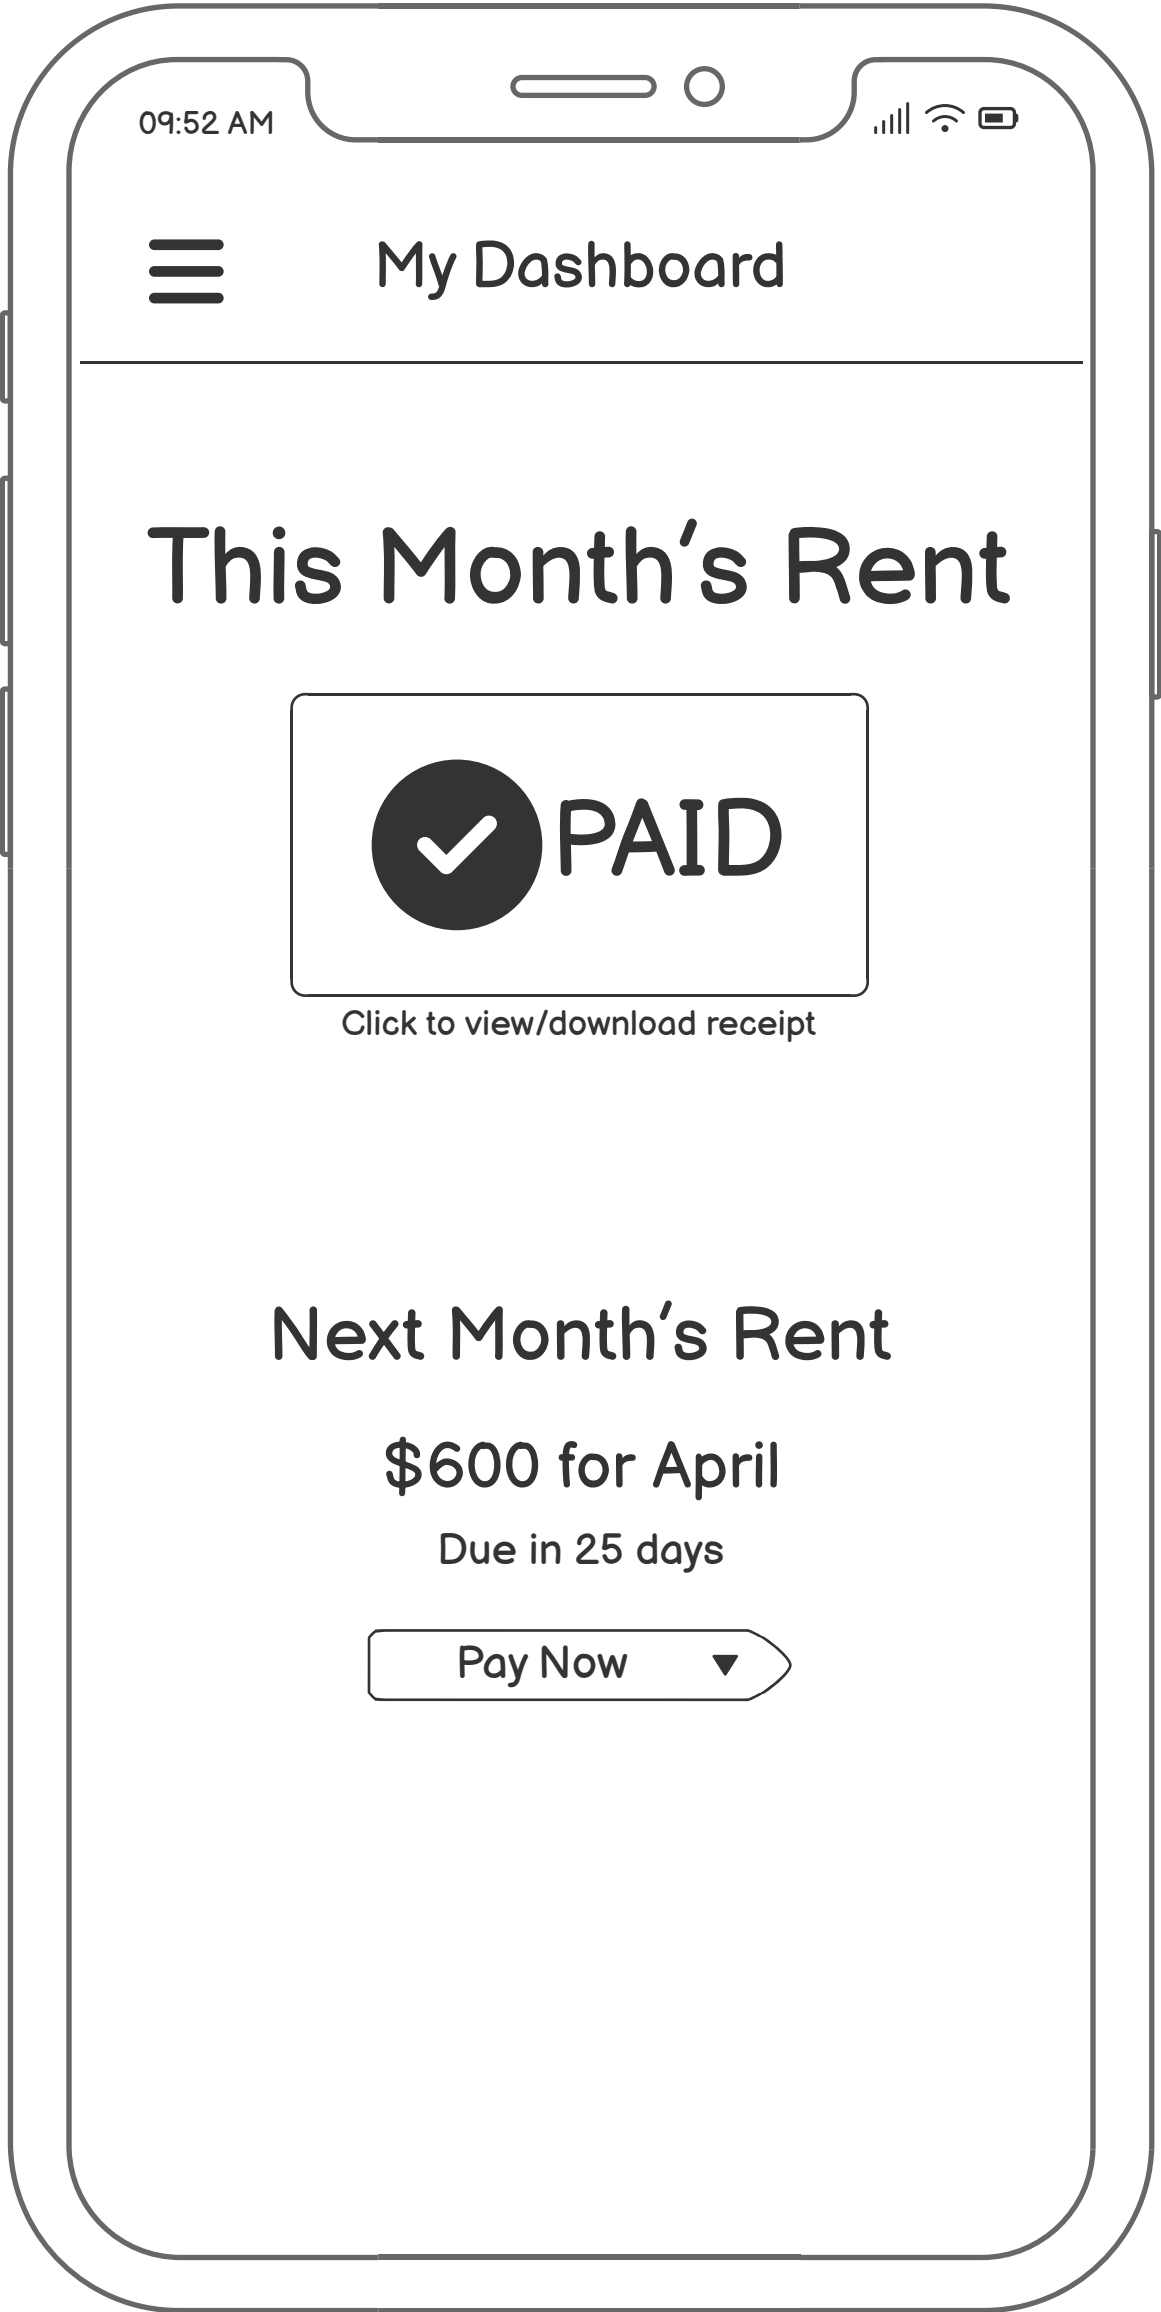 09:52 AM
My Dashboard
This Month's Rent
PAID
Click to view/download receipt
Next Month's Rent
$600 for April
Due in 25 days
Pay Now